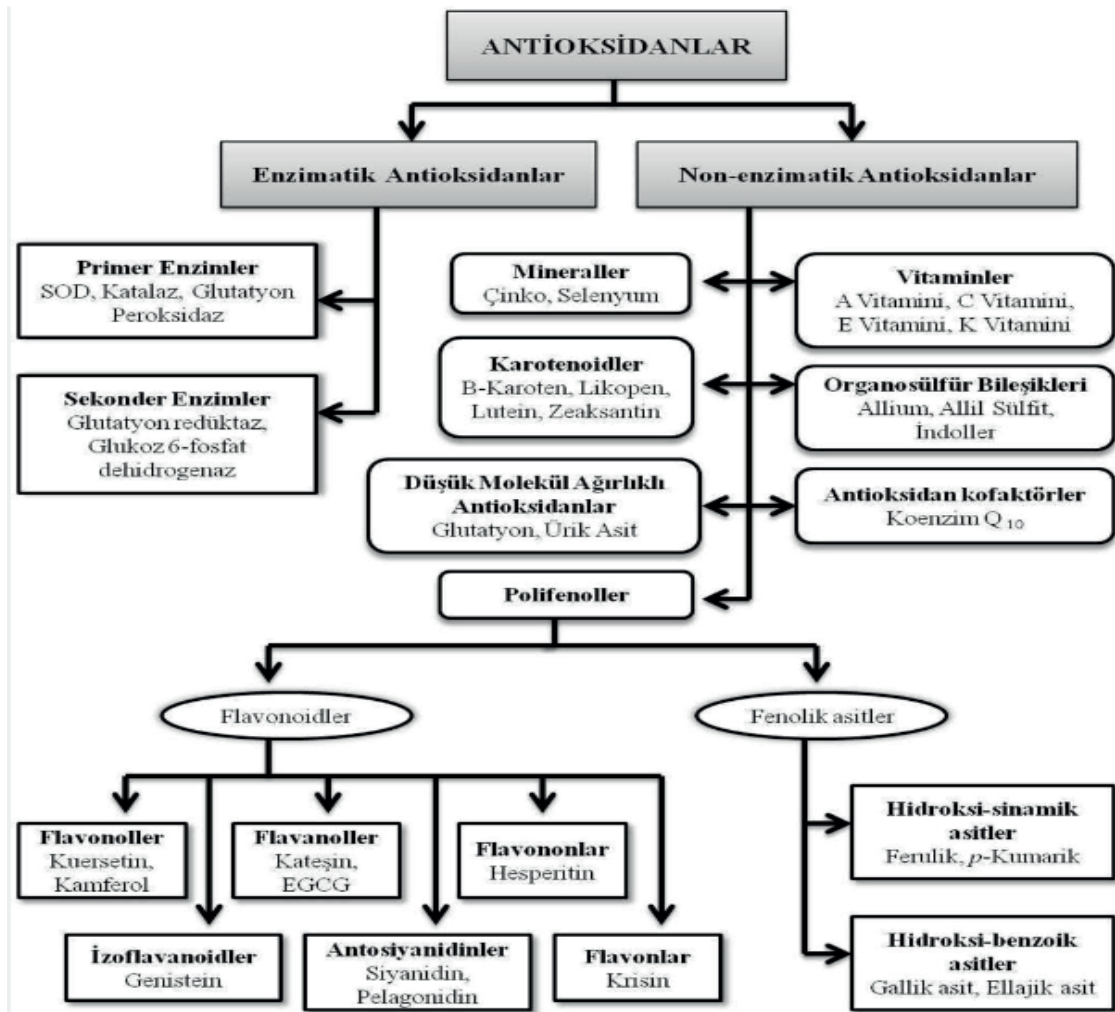 ANTİOKSİDANLAR
Enzimatik Antioksidanlar
Non-enzimatik Antioksidanlar
Primer Enzimler
SOD, Katalaz, Glutatyon
Peroksidaz
Sekonder Enzimler
Glutatyon redüktaz,
Glukoz 6-fosfat
dehidrogenaz
Mineraller
Çinko, Selenyum
Vitaminler
A Vitamini, C Vitamini,
E Vitamini, K Vitamini
Karotenoidler
B-Karoten, Likopen,
Lutein, Zeaksantin
Organosülfür Bileşikleri
Allium, Allil Sülfit,
İndoller
Düşük Molekül Ağırlıklı
Antioksidanlar
Glutatyon, Ürik Asit
Antioksidan kofaktörler
Koenzim Q 10
Polifenoller
Flavonoidler
Fenolik asitler
Flavonoller
Kuersetin,
Kamferol
Flavanoller
Kateşin,
EGCG
Flavononlar
Hesperitin
İzoflavanoidler
Genistein
Antosiyanidinler
Siyanidin,
Pelagonidin
Flavonlar
Krisin
Hidroksi-sinamik
asitler
Ferulik, p-Kumarik
Hidroksi-benzoik
asitler
Gallik asit, Ellajik asit